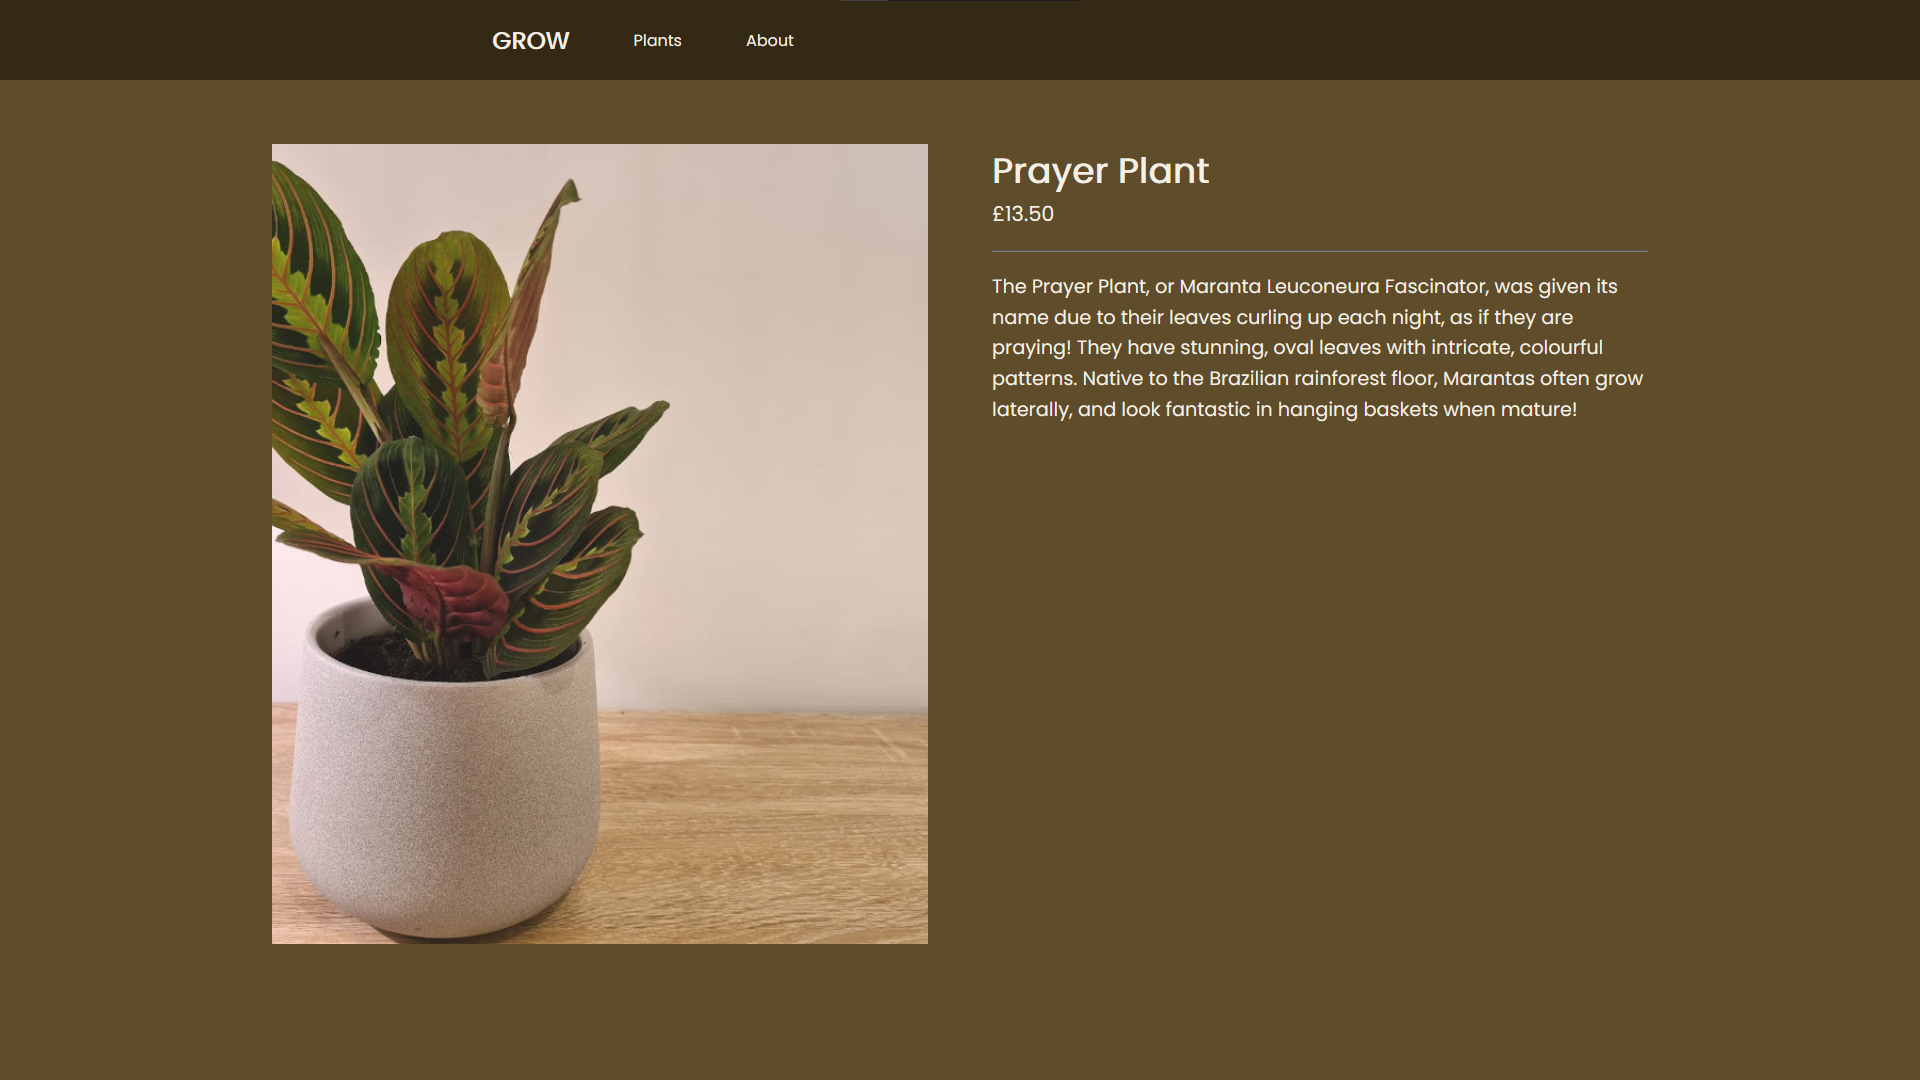 GROW Plants About
Prayer Plant
£13.50
The Prayer Plant, or Maranta Leuconeura Fascinator, was given its
name due to their leaves curling up each night, as if they are
praying! They have stunning, oval leaves with intricate, colourful
patterns. Native to the Brazilian rainforest floor, Marantas often grow
laterally, and look fantastic in hanging baskets when mature!